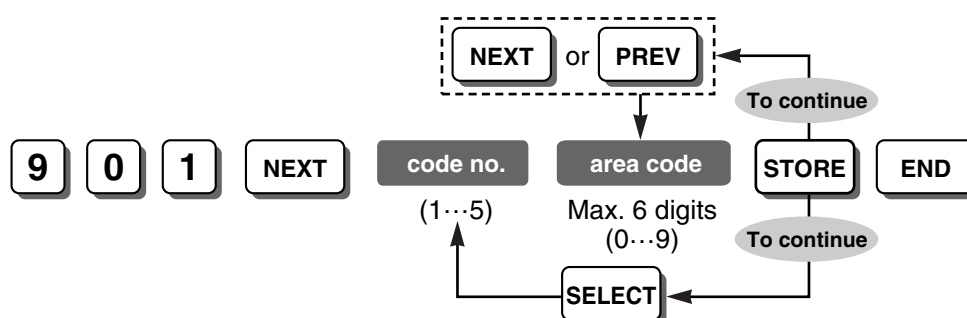 NEXT or PREV
To continue
9 0 1 NEXT code no. area code STORE END
(1···5) Max. 6 digits
(0···9)
To continue
SELECT